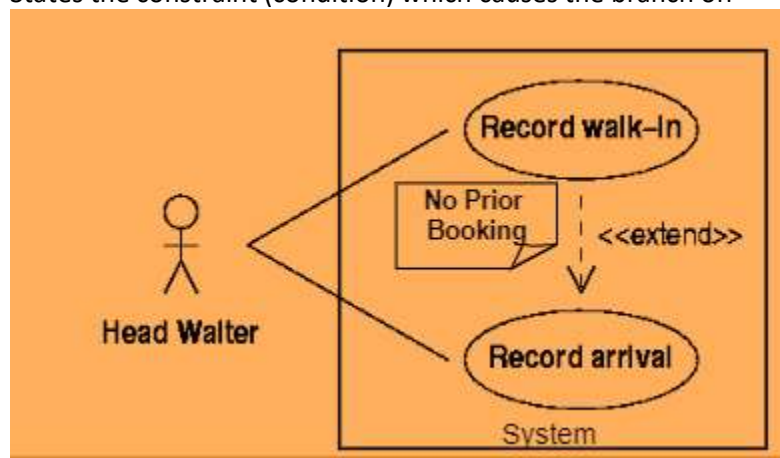 States the constraint (condition) which causes the branch off
Record walk-in
No Prior
Booking
<<extend>>
Head Waiter
Record arrival
System